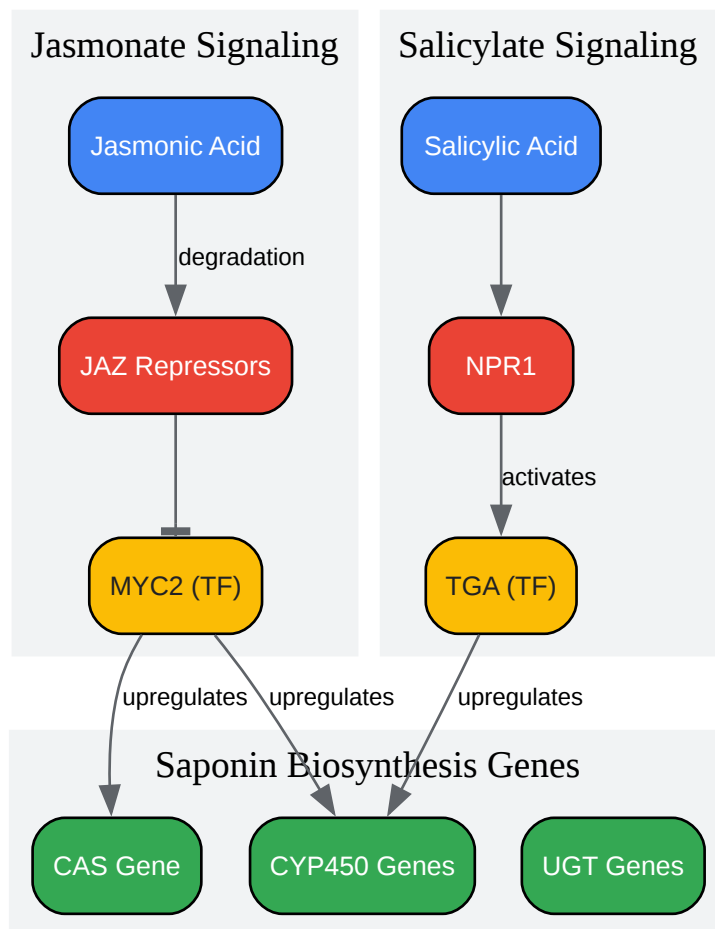 Jasmonate Signaling
Salicylate Signaling
Jasmonic Acid
Salicylic Acid
degradation
JAZ Repressors
NPR1
activates
MYC2 (TF)
TGA (TF)
upregulates
upregulates
upregulates
Saponin Biosynthesis Genes
CAS Gene
CYP450 Genes
UGT Genes